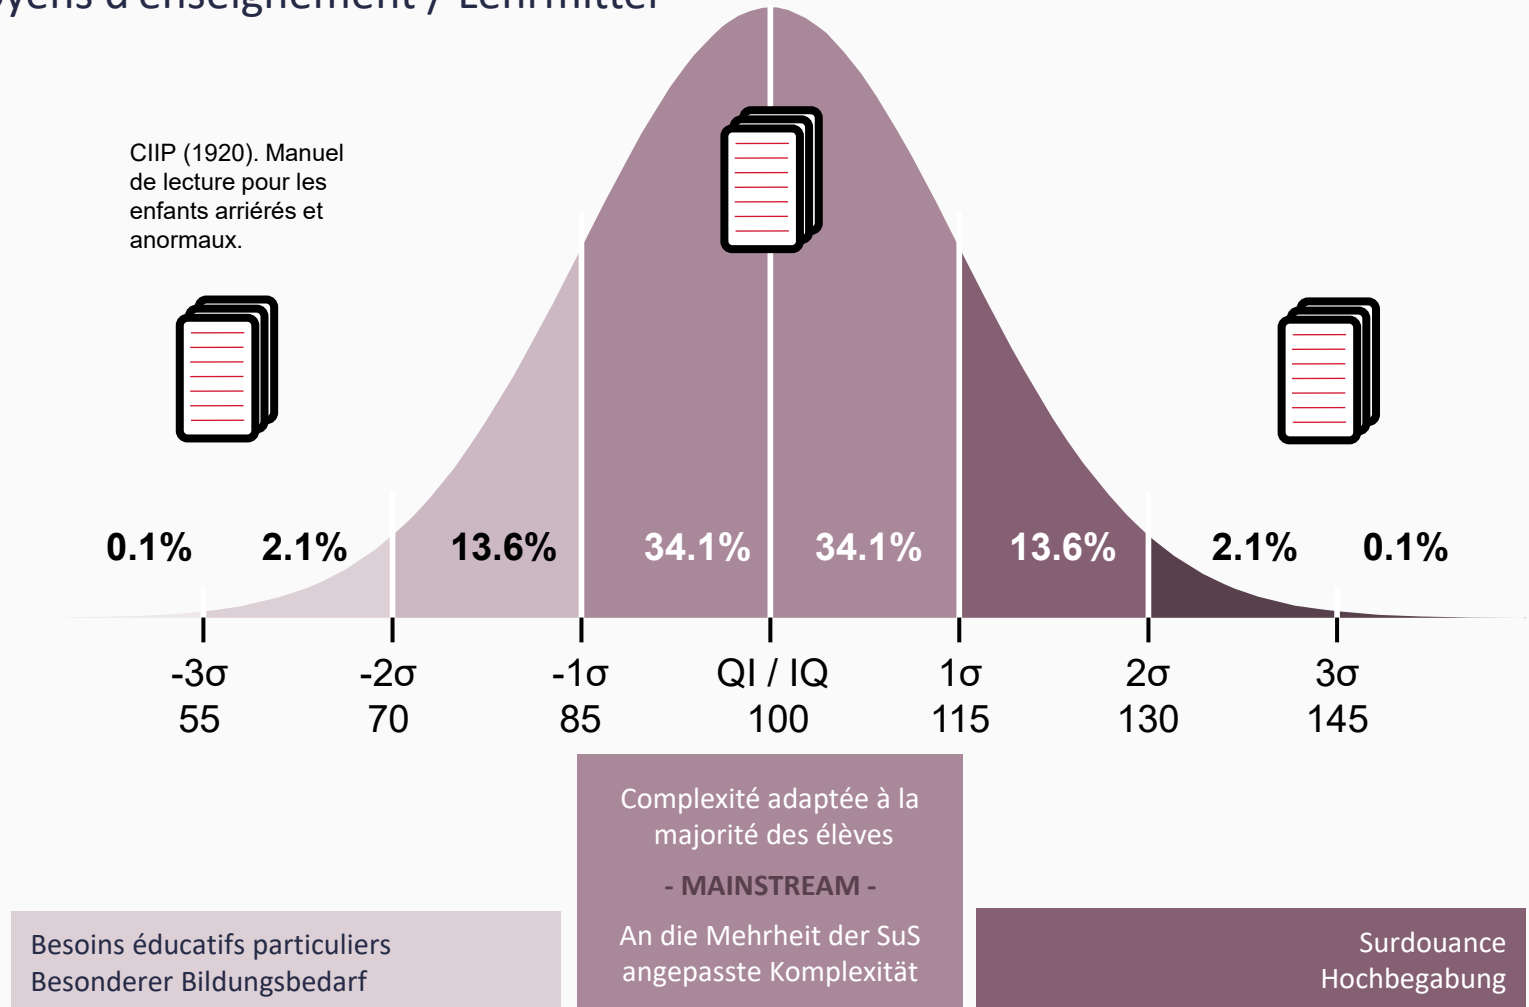 yens d'enseignement / Lehrmittel
CIIP (1920). Manuel
de lecture pour les
enfants arriérés et
anormaux.
0.1% 2.1% 13.6% 34.1% 34.1% 13.6% 2.1% 0.1%
-3σ -2σ -1σ QI / IQ 1σ 2σ 3σ
55 70 85 100 115 130 145
Complexité adaptée à la
majorité des élèves
- MAINSTREAM -
An die Mehrheit der SuS
angepasste Komplexität
Besoins éducatifs particuliers
Besonderer Bildungsbedarf
Surdouance
Hochbegabung